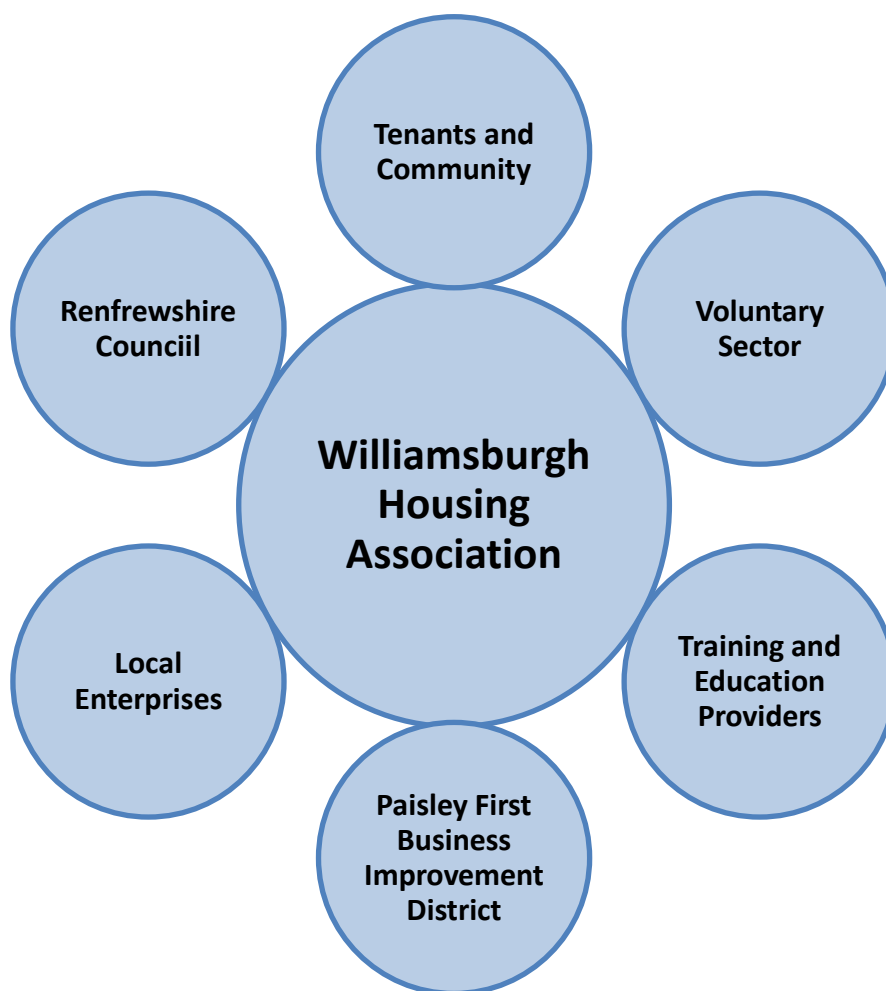 Tenants and
Community
Renfrewshire
Counciil
Voluntary
Sector
Williamsburgh
Housing
Association
Local
Enterprises
Training and
Education
Providers
Paisley First
Business
Improvement
District